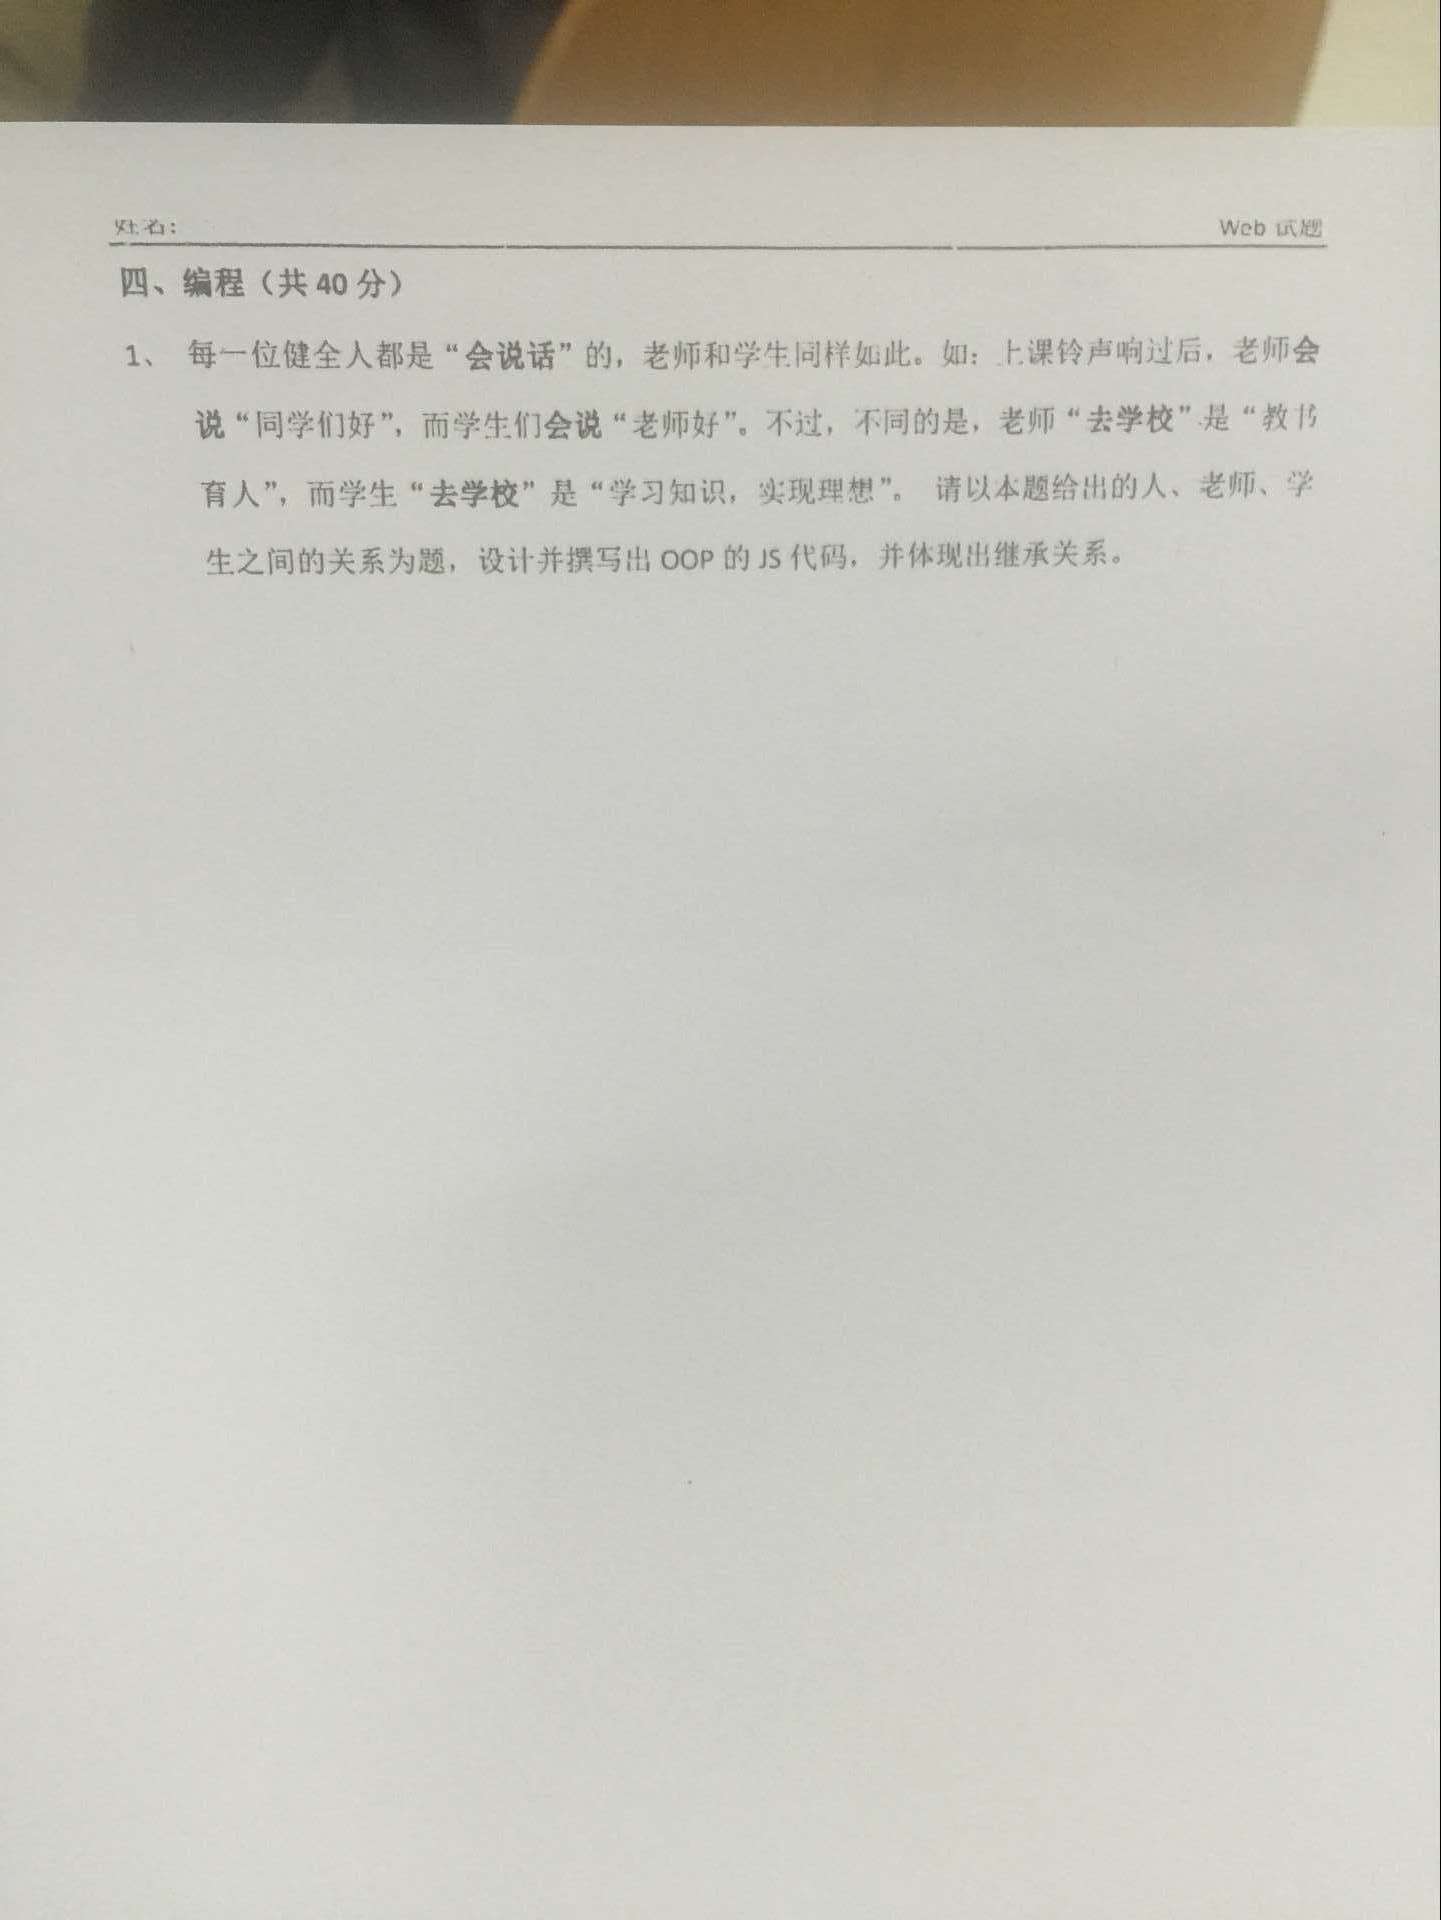 姓名：
Web 试题
四、编程（共 40 分）
1、 每一位健全人都是“会说话”的，老师和学生同样如此。如：上课铃声响过后，老师会
说“同学们好”，而学生们会说“老师好”。不过，不同的是，老师“去学校”是“教书
育人”，而学生“去学校”是“学习知识，实现理想”。 请以本题给出的人、老师、学
生之间的关系为题，设计并撰写出 OOP 的 JS 代码，并体现出继承关系。